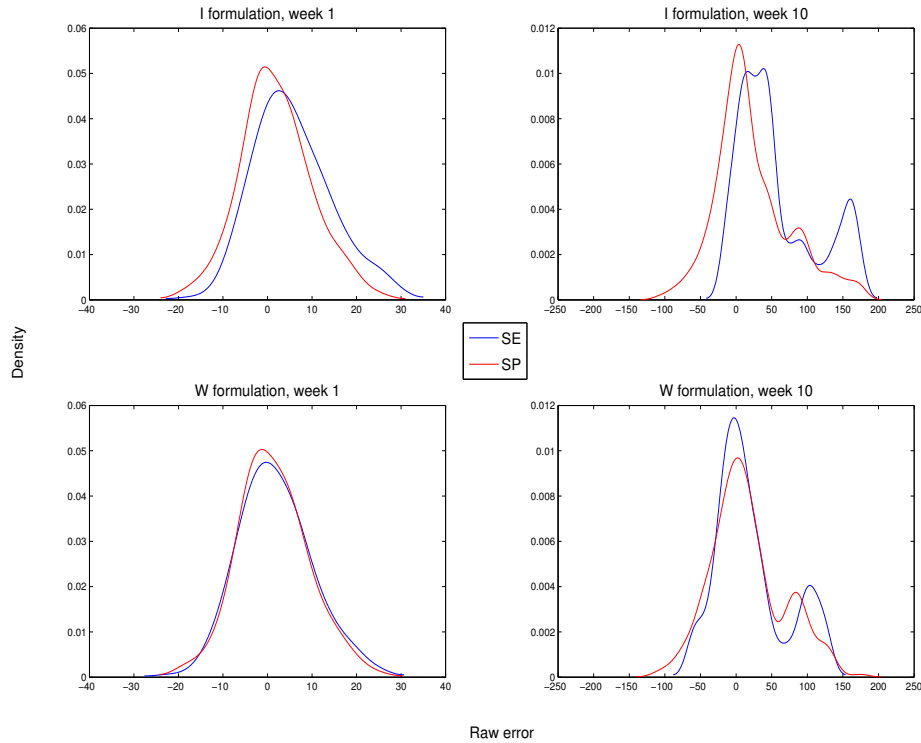 I formulation, week 1
0.06
0.05
0.04
0.03
0.02
0.01
0
−40 −30 −20 −10 0 10 20 30 40
I formulation, week 10
0.012
0.01
0.008
0.006
0.004
0.002
0
−250 −200 −150 −100 −50 0 50 100 150 200 250
Density
SE
SP
W formulation, week 1
0.06
0.05
0.04
0.03
0.02
0.01
0
−40 −30 −20 −10 0 10 20 30 40
W formulation, week 10
0.012
0.01
0.008
0.006
0.004
0.002
0
−250 −200 −150 −100 −50 0 50 100 150 200 250
Raw error